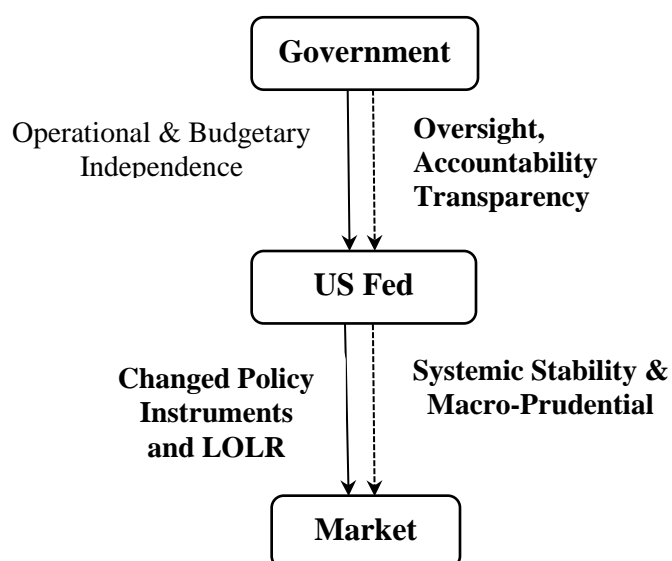 Government
Operational & Budgetary
Independence
Oversight,
Accountability
Transparency
US Fed
Changed Policy
Instruments
and LOLR
Systemic Stability &
Macro-Prudential
Market